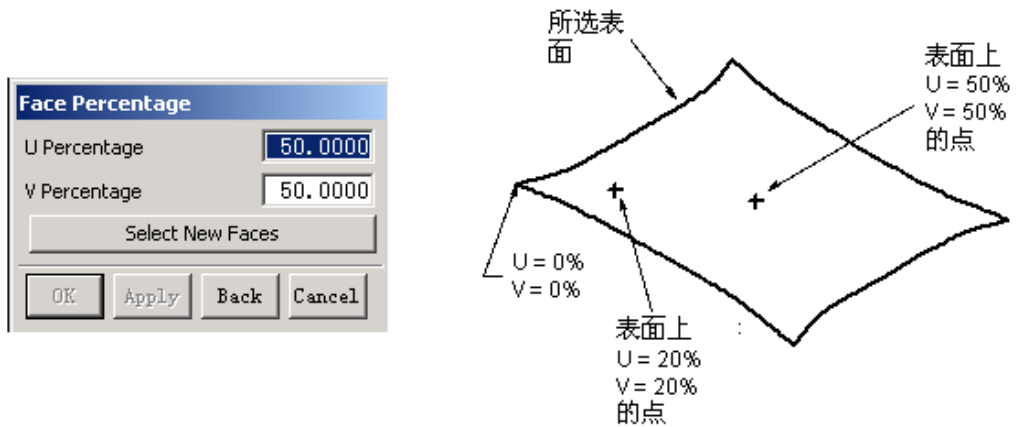 Face Percentage
U Percentage 50.0000
V Percentage 50.0000
Select New Faces
OK Apply Back Cancel
所选表
面
表面上
U = 50%
V = 50%
的点
U = 0%
V = 0%
表面上 :
U = 20%
V = 20%
的点